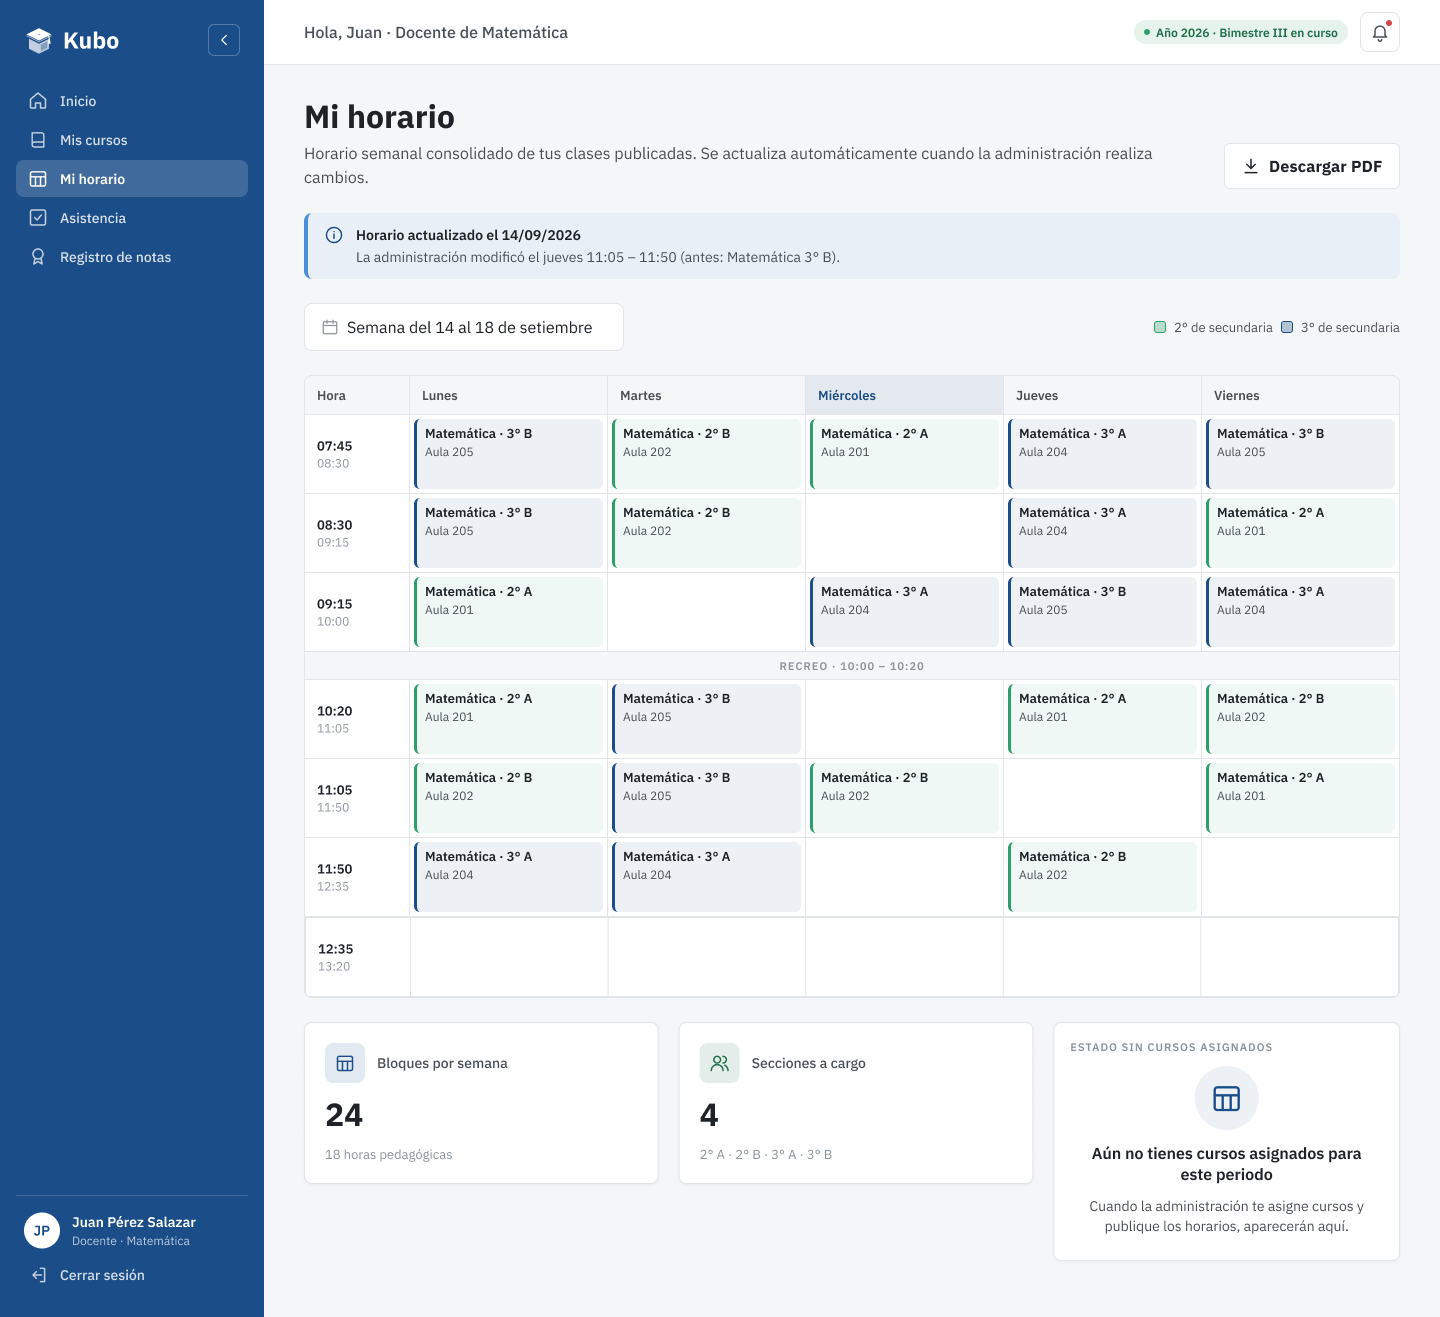 Kubo
Inicio
Mis cursos
Mi horario
Asistencia
Registro de notas
Juan Pérez Salazar
JP
Docente · Matemática
Cerrar sesión
Hola, Juan · Docente de Matemática
Año 2026 · Bimestre III en curso
Mi horario
Horario semanal consolidado de tus clases publicadas. Se actualiza automáticamente cuando la administración realiza
cambios.
Descargar PDF
Horario actualizado el 14/09/2026
La administración modificó el jueves 11:05 – 11:50 (antes: Matemática 3° B).
Semana del 14 al 18 de setiembre
2° de secundaria 3° de secundaria
Hora Lunes Martes Miércoles Jueves Viernes
07:45 Matemática · 3° B Matemática · 2° B Matemática · 2° A Matemática · 3° A Matemática · 3° B
08:30 Aula 205 Aula 202 Aula 201 Aula 204 Aula 205
08:30 Matemática · 3° B Matemática · 2° B Matemática · 3° A Matemática · 2° A
09:15 Aula 205 Aula 202 Aula 204 Aula 201
09:15 Matemática · 2° A Matemática · 3° A Matemática · 3° B Matemática · 3° A
10:00 Aula 201 Aula 204 Aula 205 Aula 204
RECREO · 10:00 – 10:20
10:20 Matemática · 2° A Matemática · 3° B Matemática · 2° A Matemática · 2° B
11:05 Aula 201 Aula 205 Aula 201 Aula 202
11:05 Matemática · 2° B Matemática · 3° B Matemática · 2° B Matemática · 2° A
11:50 Aula 202 Aula 205 Aula 202 Aula 201
11:50 Matemática · 3° A Matemática · 3° A Matemática · 2° B
12:35 Aula 204 Aula 204 Aula 202
12:35
13:20
Bloques por semana
24
18 horas pedagógicas
Secciones a cargo
4
2° A · 2° B · 3° A · 3° B
ESTADO SIN CURSOS ASIGNADOS
Aún no tienes cursos asignados para
este periodo
Cuando la administración te asigne cursos y
publique los horarios, aparecerán aquí.